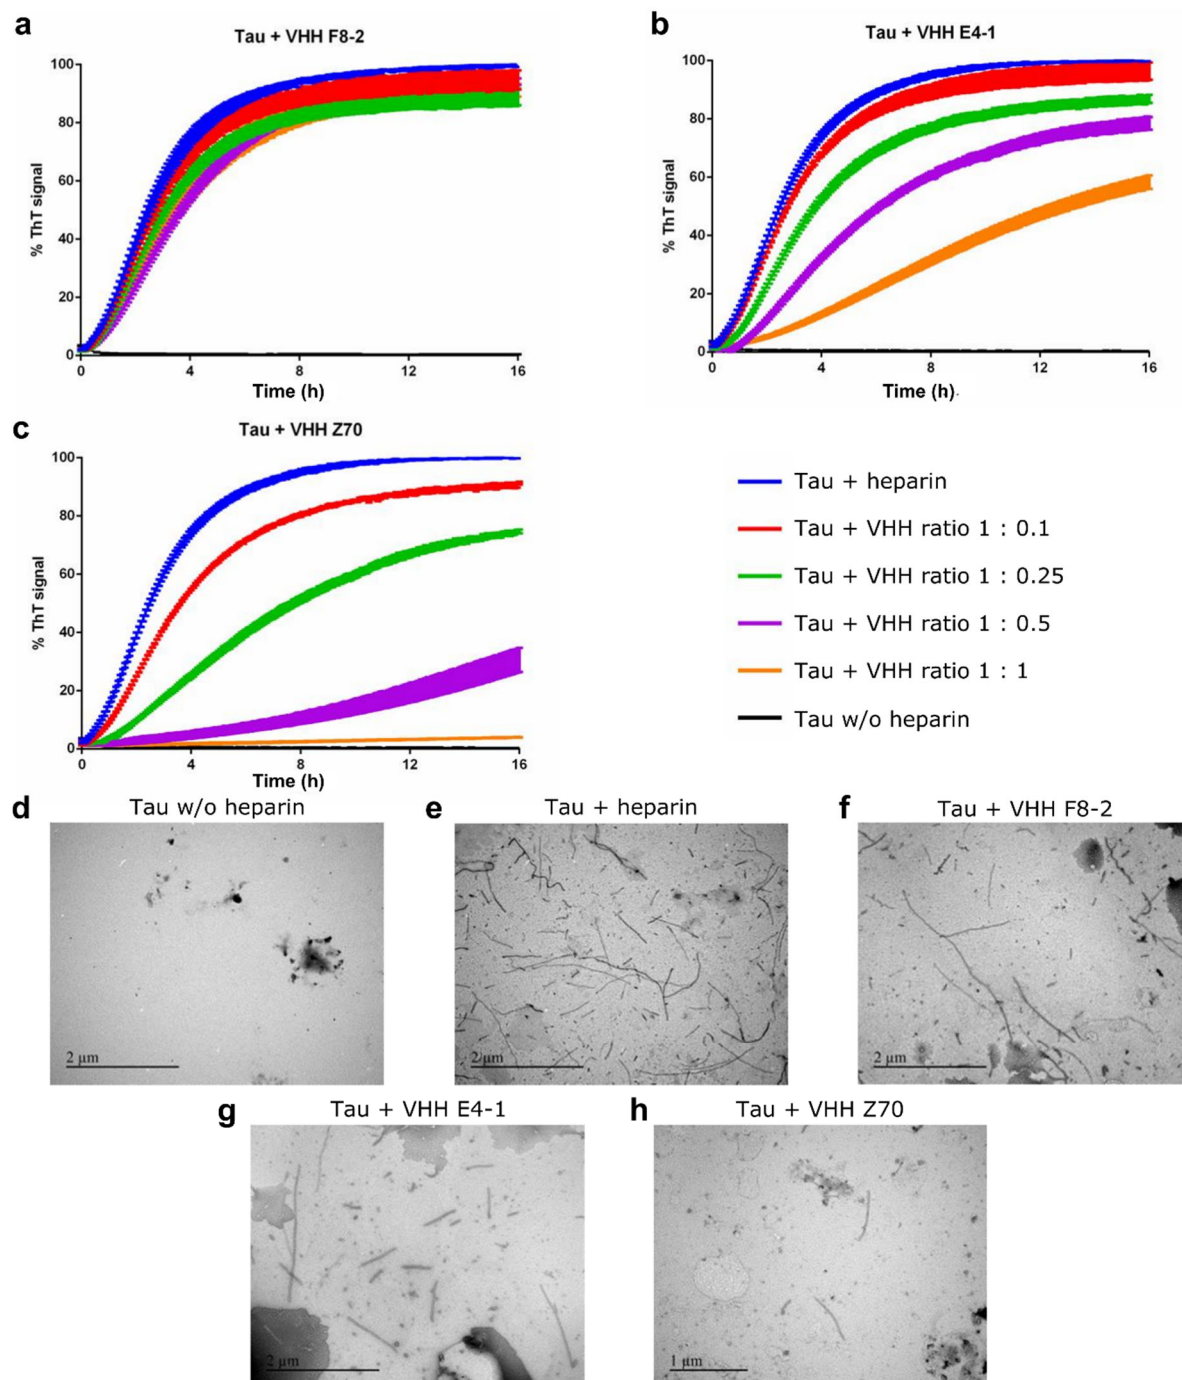 a
Tau + VHH F8-2
% ThT signal
100
80
60
40
20
0
0 4 8 12 16
Time (h)
b
Tau + VHH E4-1
% ThT signal
100
80
60
40
20
0
0 4 8 12 16
Time (h).
c
Tau + VHH Z70
% ThT signal
100
80
60
40
20
0
0 4 8 12 16
Time (h)
Tau + heparin
Tau + VHH ratio 1 : 0.1
Tau + VHH ratio 1 : 0.25
Tau + VHH ratio 1 : 0.5
Tau + VHH ratio 1 : 1
Tau w/o heparin
d
Tau w/o heparin
2 µm
e
Tau + heparin
2 µm
f
Tau + VHH F8-2
2 µm
g
Tau + VHH E4-1
2 µm
h
Tau + VHH Z70
1 µm